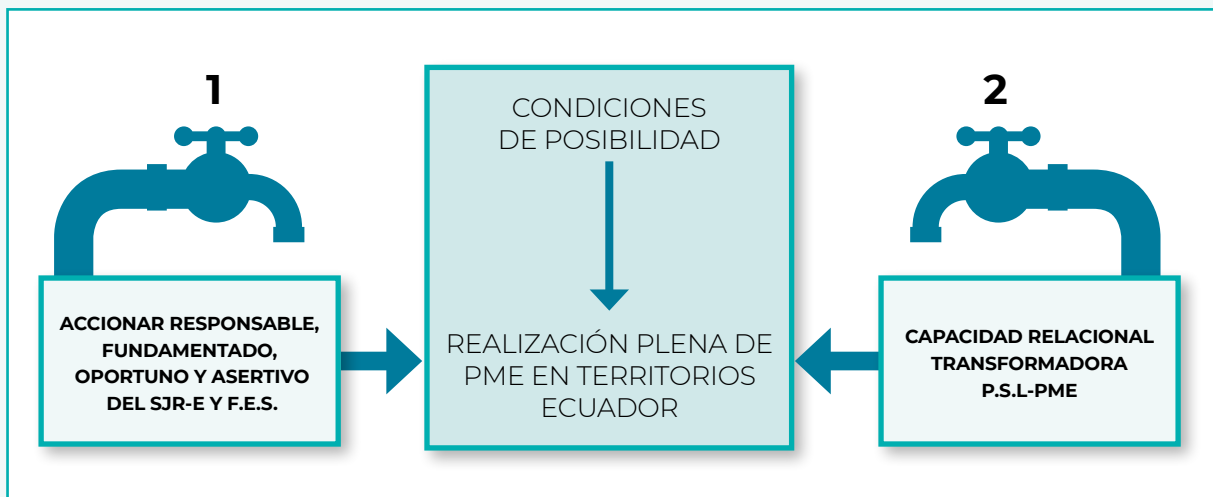 1
ACCIONAR RESPONSABLE,
FUNDAMENTADO,
OPORTUNO Y ASERTIVO
DEL SJR-E Y F.E.S.
CONDICIONES
DE POSIBILIDAD
REALIZACIÓN PLENA DE
PME EN TERRITORIOS
ECUADOR
2
CAPACIDAD RELACIONAL
TRANSFORMADORA
P.S.L-PME